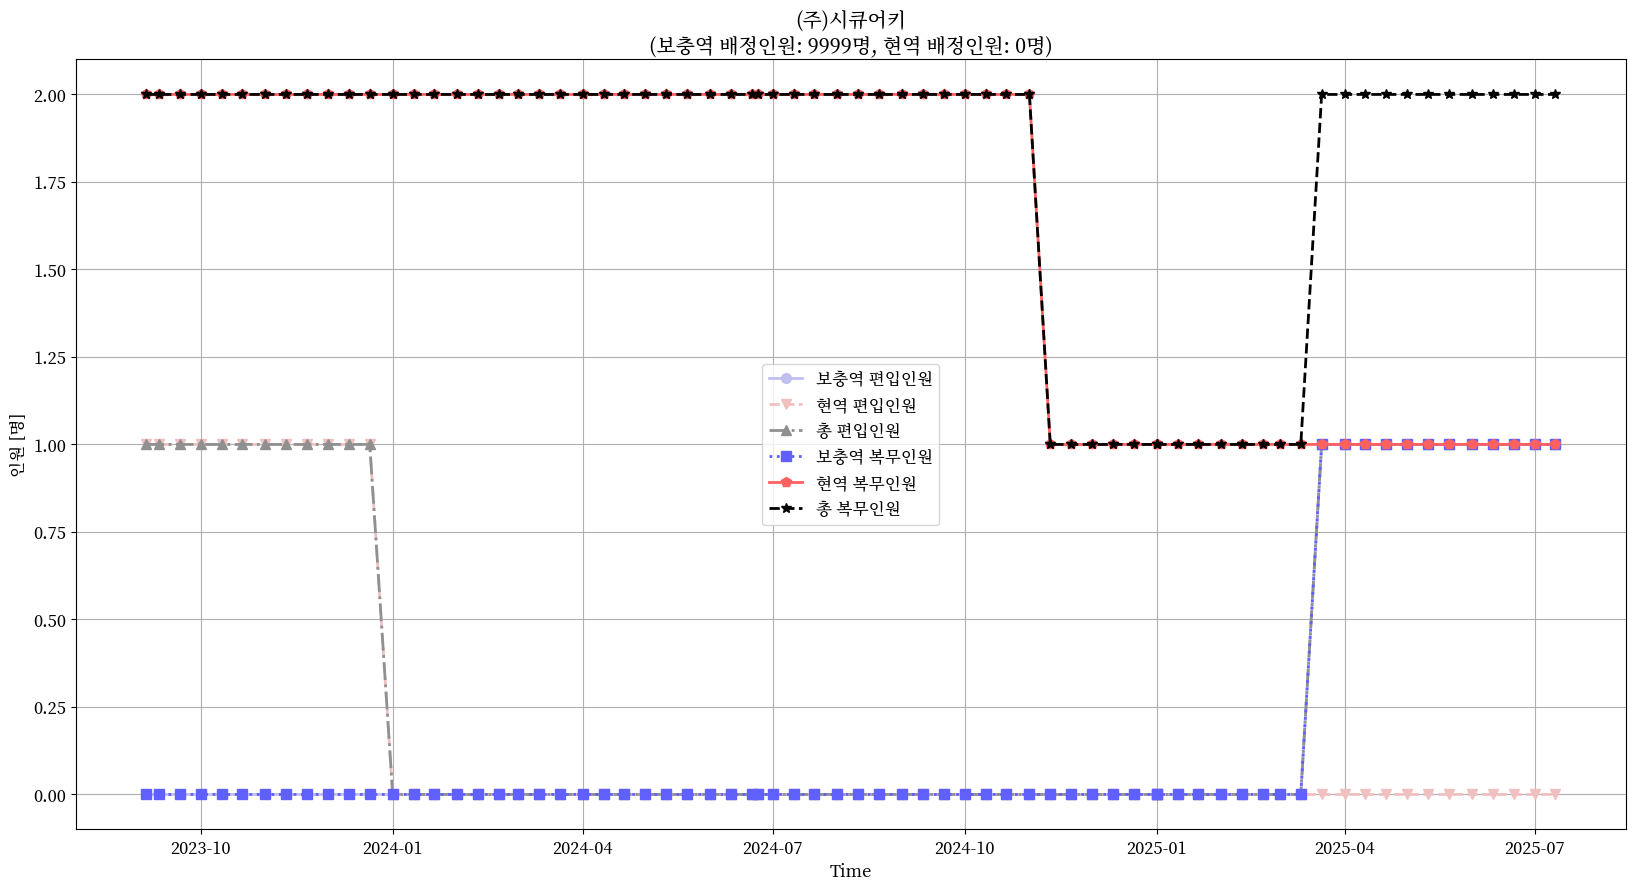 (주)시큐어키
(보충역 배정인원: 9999명, 현역 배정인원: 0명)
2.00
1.75
1.50
1.25
1.00
0.75
0.50
0.25
0.00
인원 [명]
보충역 편입인원
현역 편입인원
총 편입인원
보충역 복무인원
현역 복무인원
총 복무인원
2023-10
2024-01
2024-04
2024-07
2024-10
2025-01
2025-04
2025-07
Time